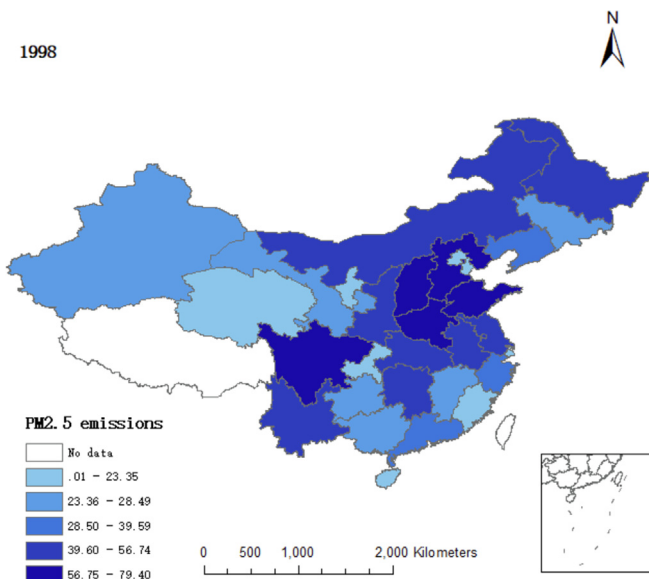 N
1998
PM2.5 emissions
No data
.01 - 23.35
23.36 - 28.49
28.50 - 39.59
39.60 - 56.74
56.75 - 79.40
0 500 1,000 2,000 Kilometers